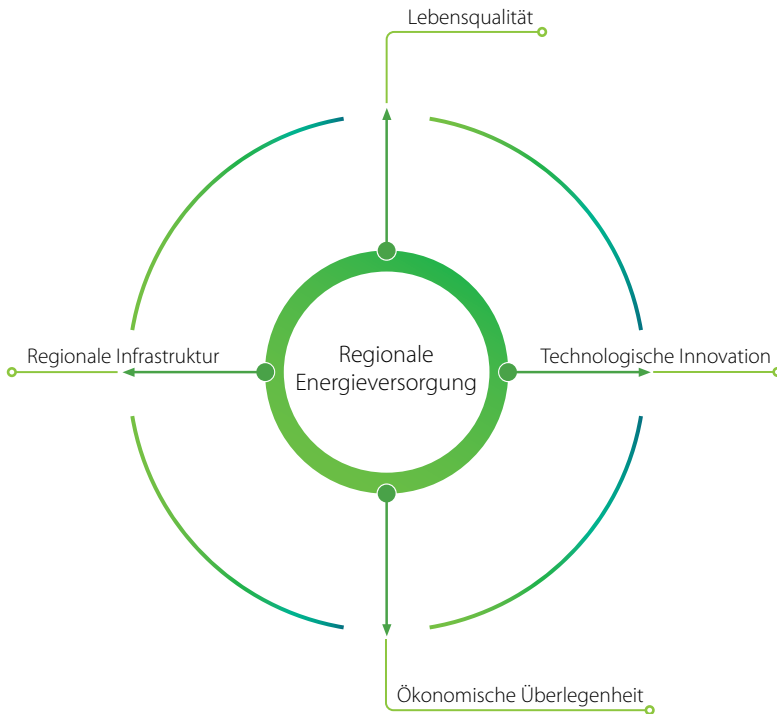 Lebensqualität
Regionale Infrastruktur
Regionale
Energieversorgung
Technologische Innovation
Ökonomische Überlegenheit